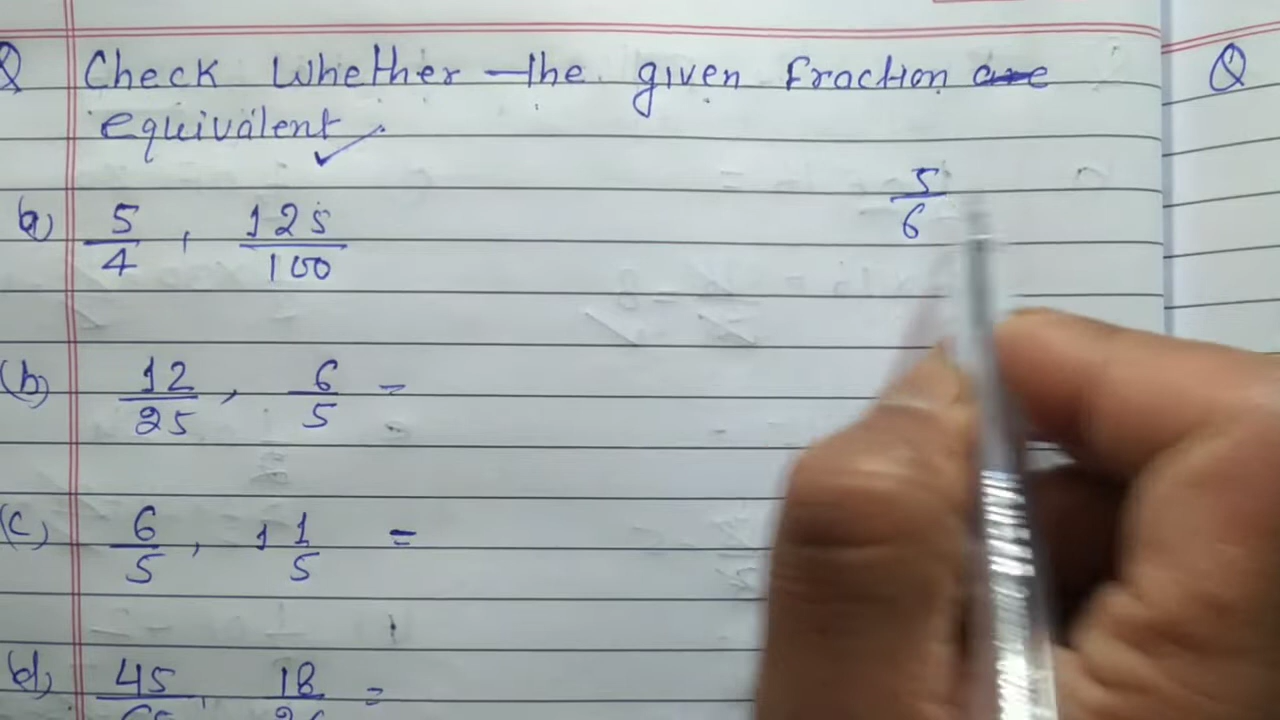 Q Check Whether the given fraction are
equivalent
5/6
a) 5/4 , 125/100
(b) 12/25 , 6/5 =
(c) 6/5 , 1 1/5 =
(d) 45 , 18 =
Q